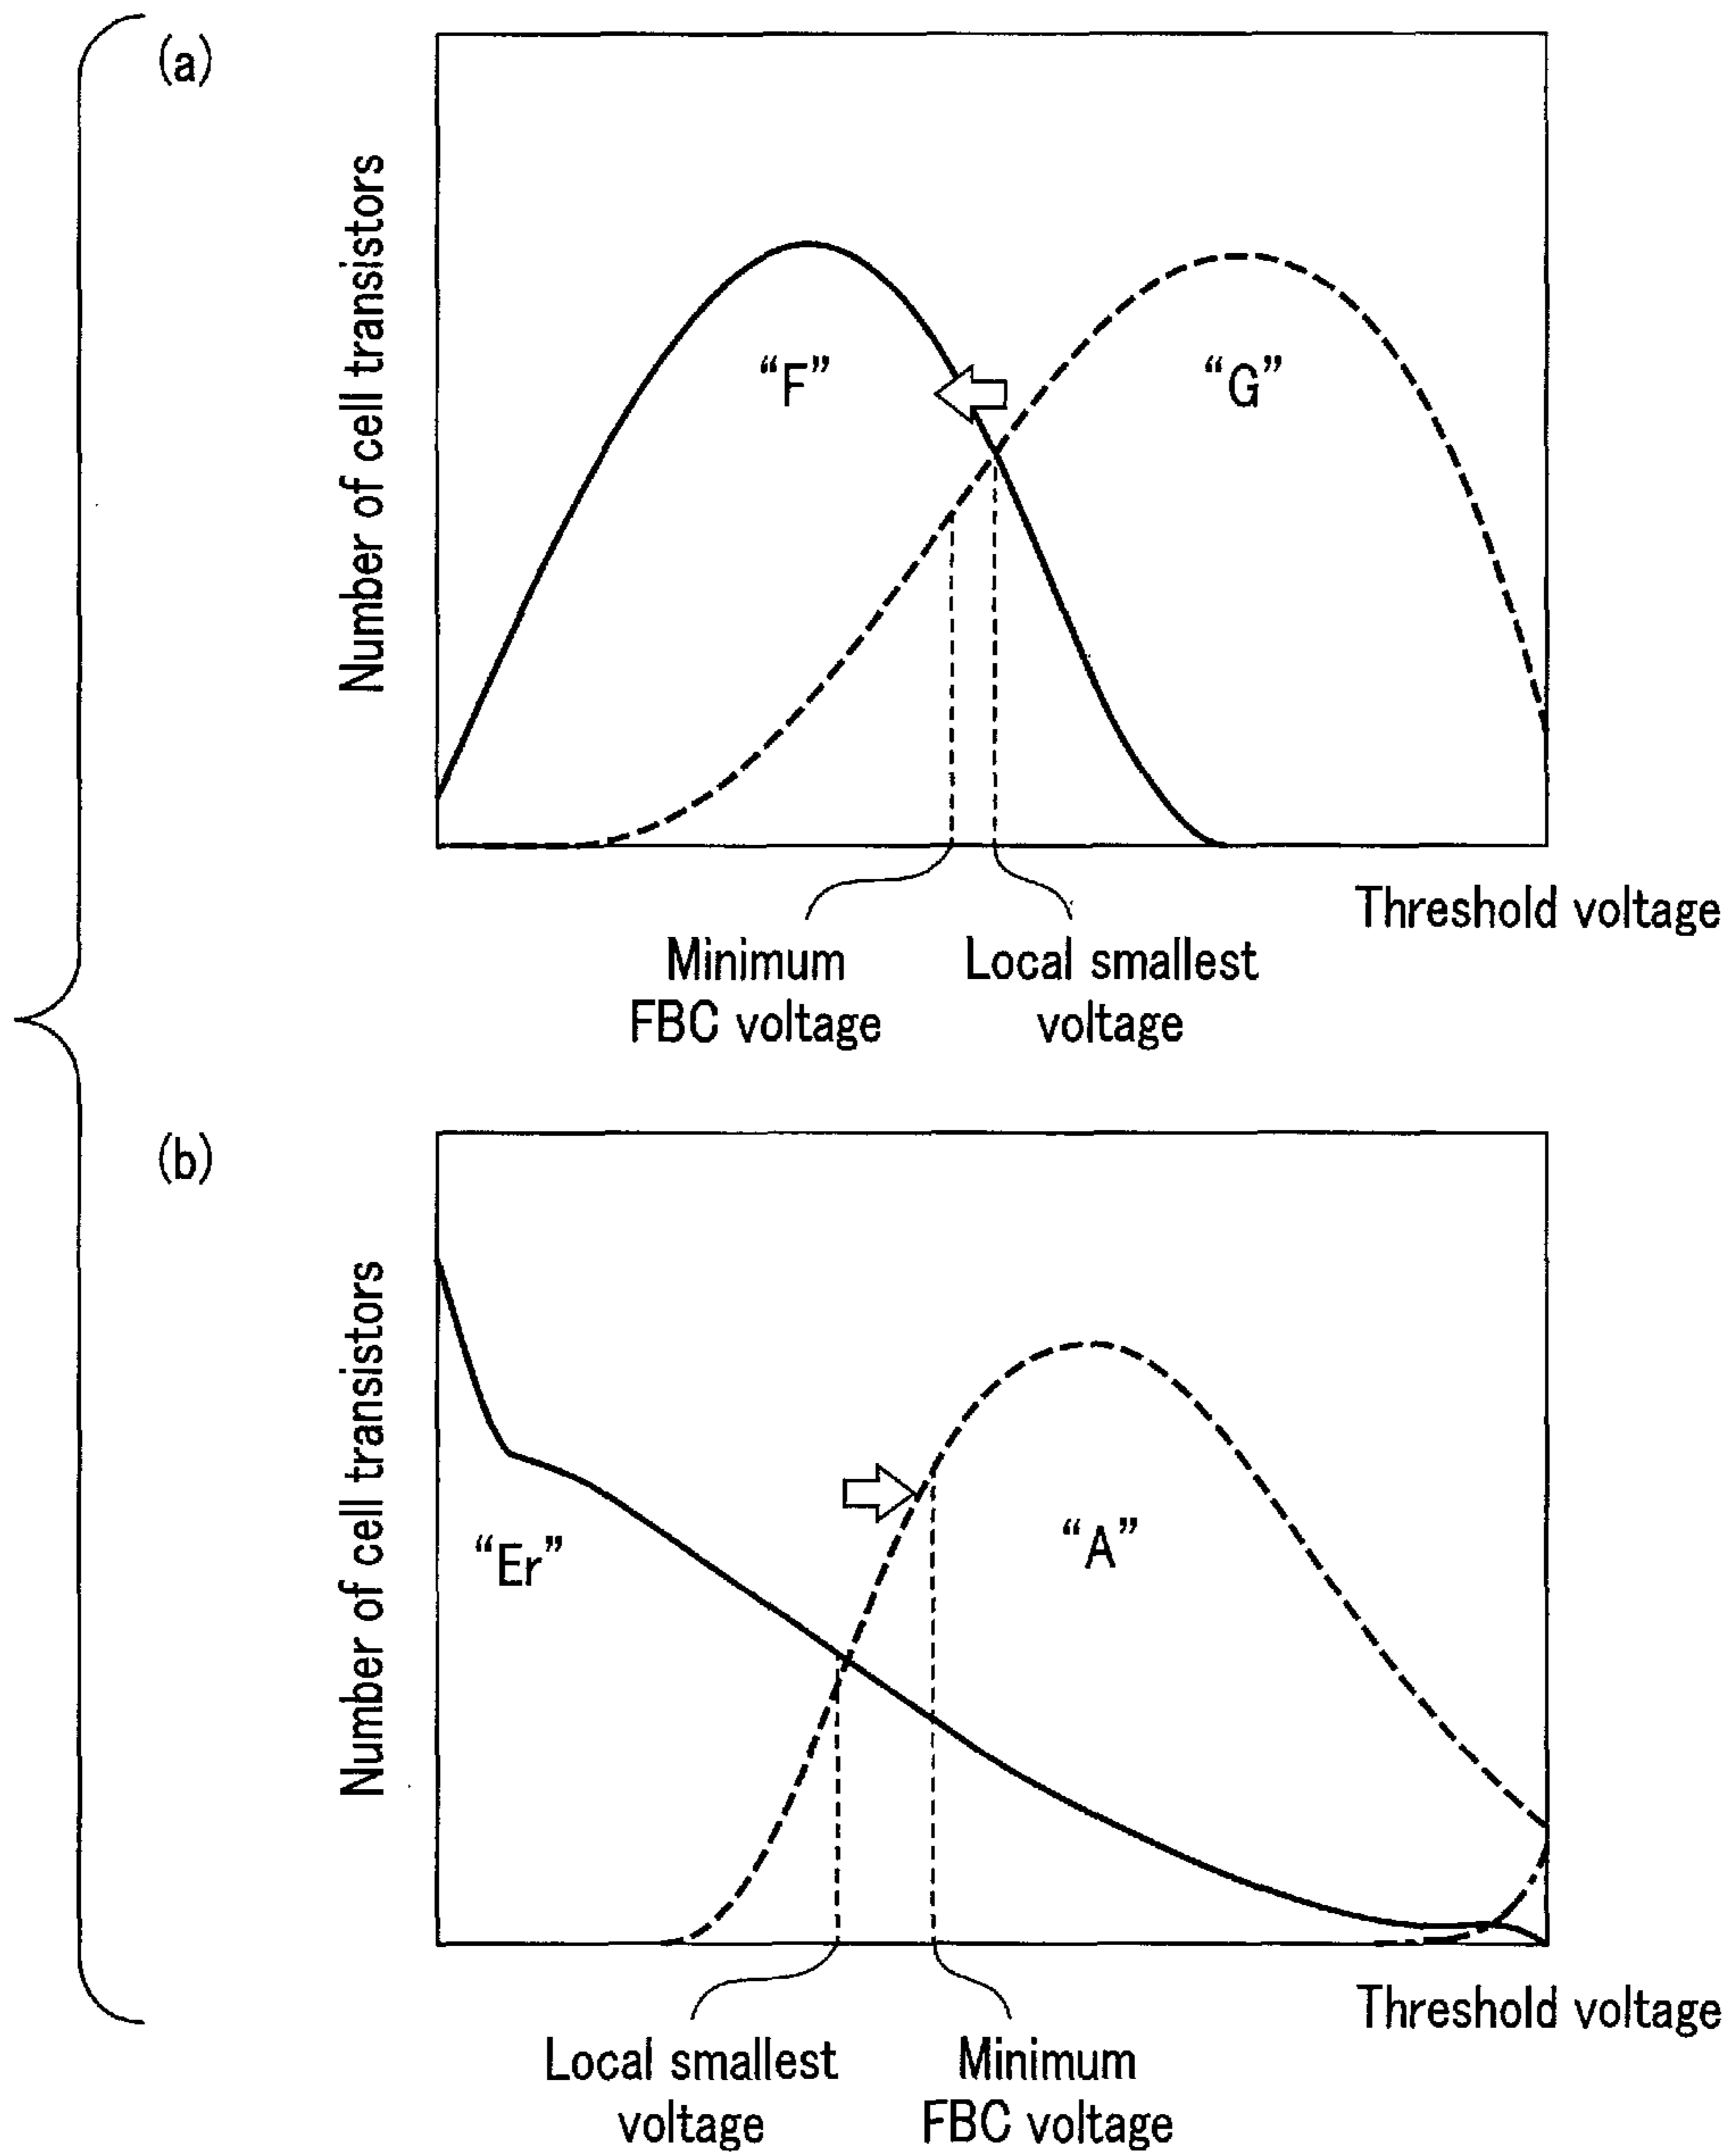 (a)
Number of cell transistors
“F”
“G”
Threshold voltage
Minimum
FBC voltage
Local smallest
voltage
(b)
Number of cell transistors
“Er”
“A”
Threshold voltage
Local smallest
voltage
Minimum
FBC voltage